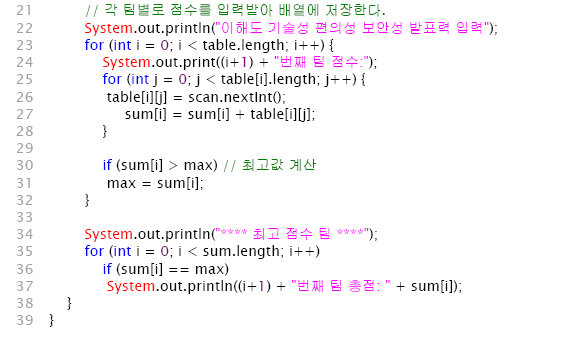 21 // 각 팀별로 점수를 입력받아 배열에 저장한다.
22 System.out.println("이해도 기술성 편의성 보안성 발표력 입력");
23 for (int i = 0; i < table.length; i++) {
24 System.out.print((i+1) + "번째 팀 점수:");
25 for (int j = 0; j < table[i].length; j++) {
26 table[i][j] = scan.nextInt();
27 sum[i] = sum[i] + table[i][j];
28 }
29
30 if (sum[i] > max) // 최고값 계산
31 max = sum[i];
32 }
33
34 System.out.println("**** 최고 점수 팀 ****");
35 for (int i = 0; i < sum.length; i++)
36 if (sum[i] == max)
37 System.out.println((i+1) + "번째 팀 총점: " + sum[i]);
38 }
39 }